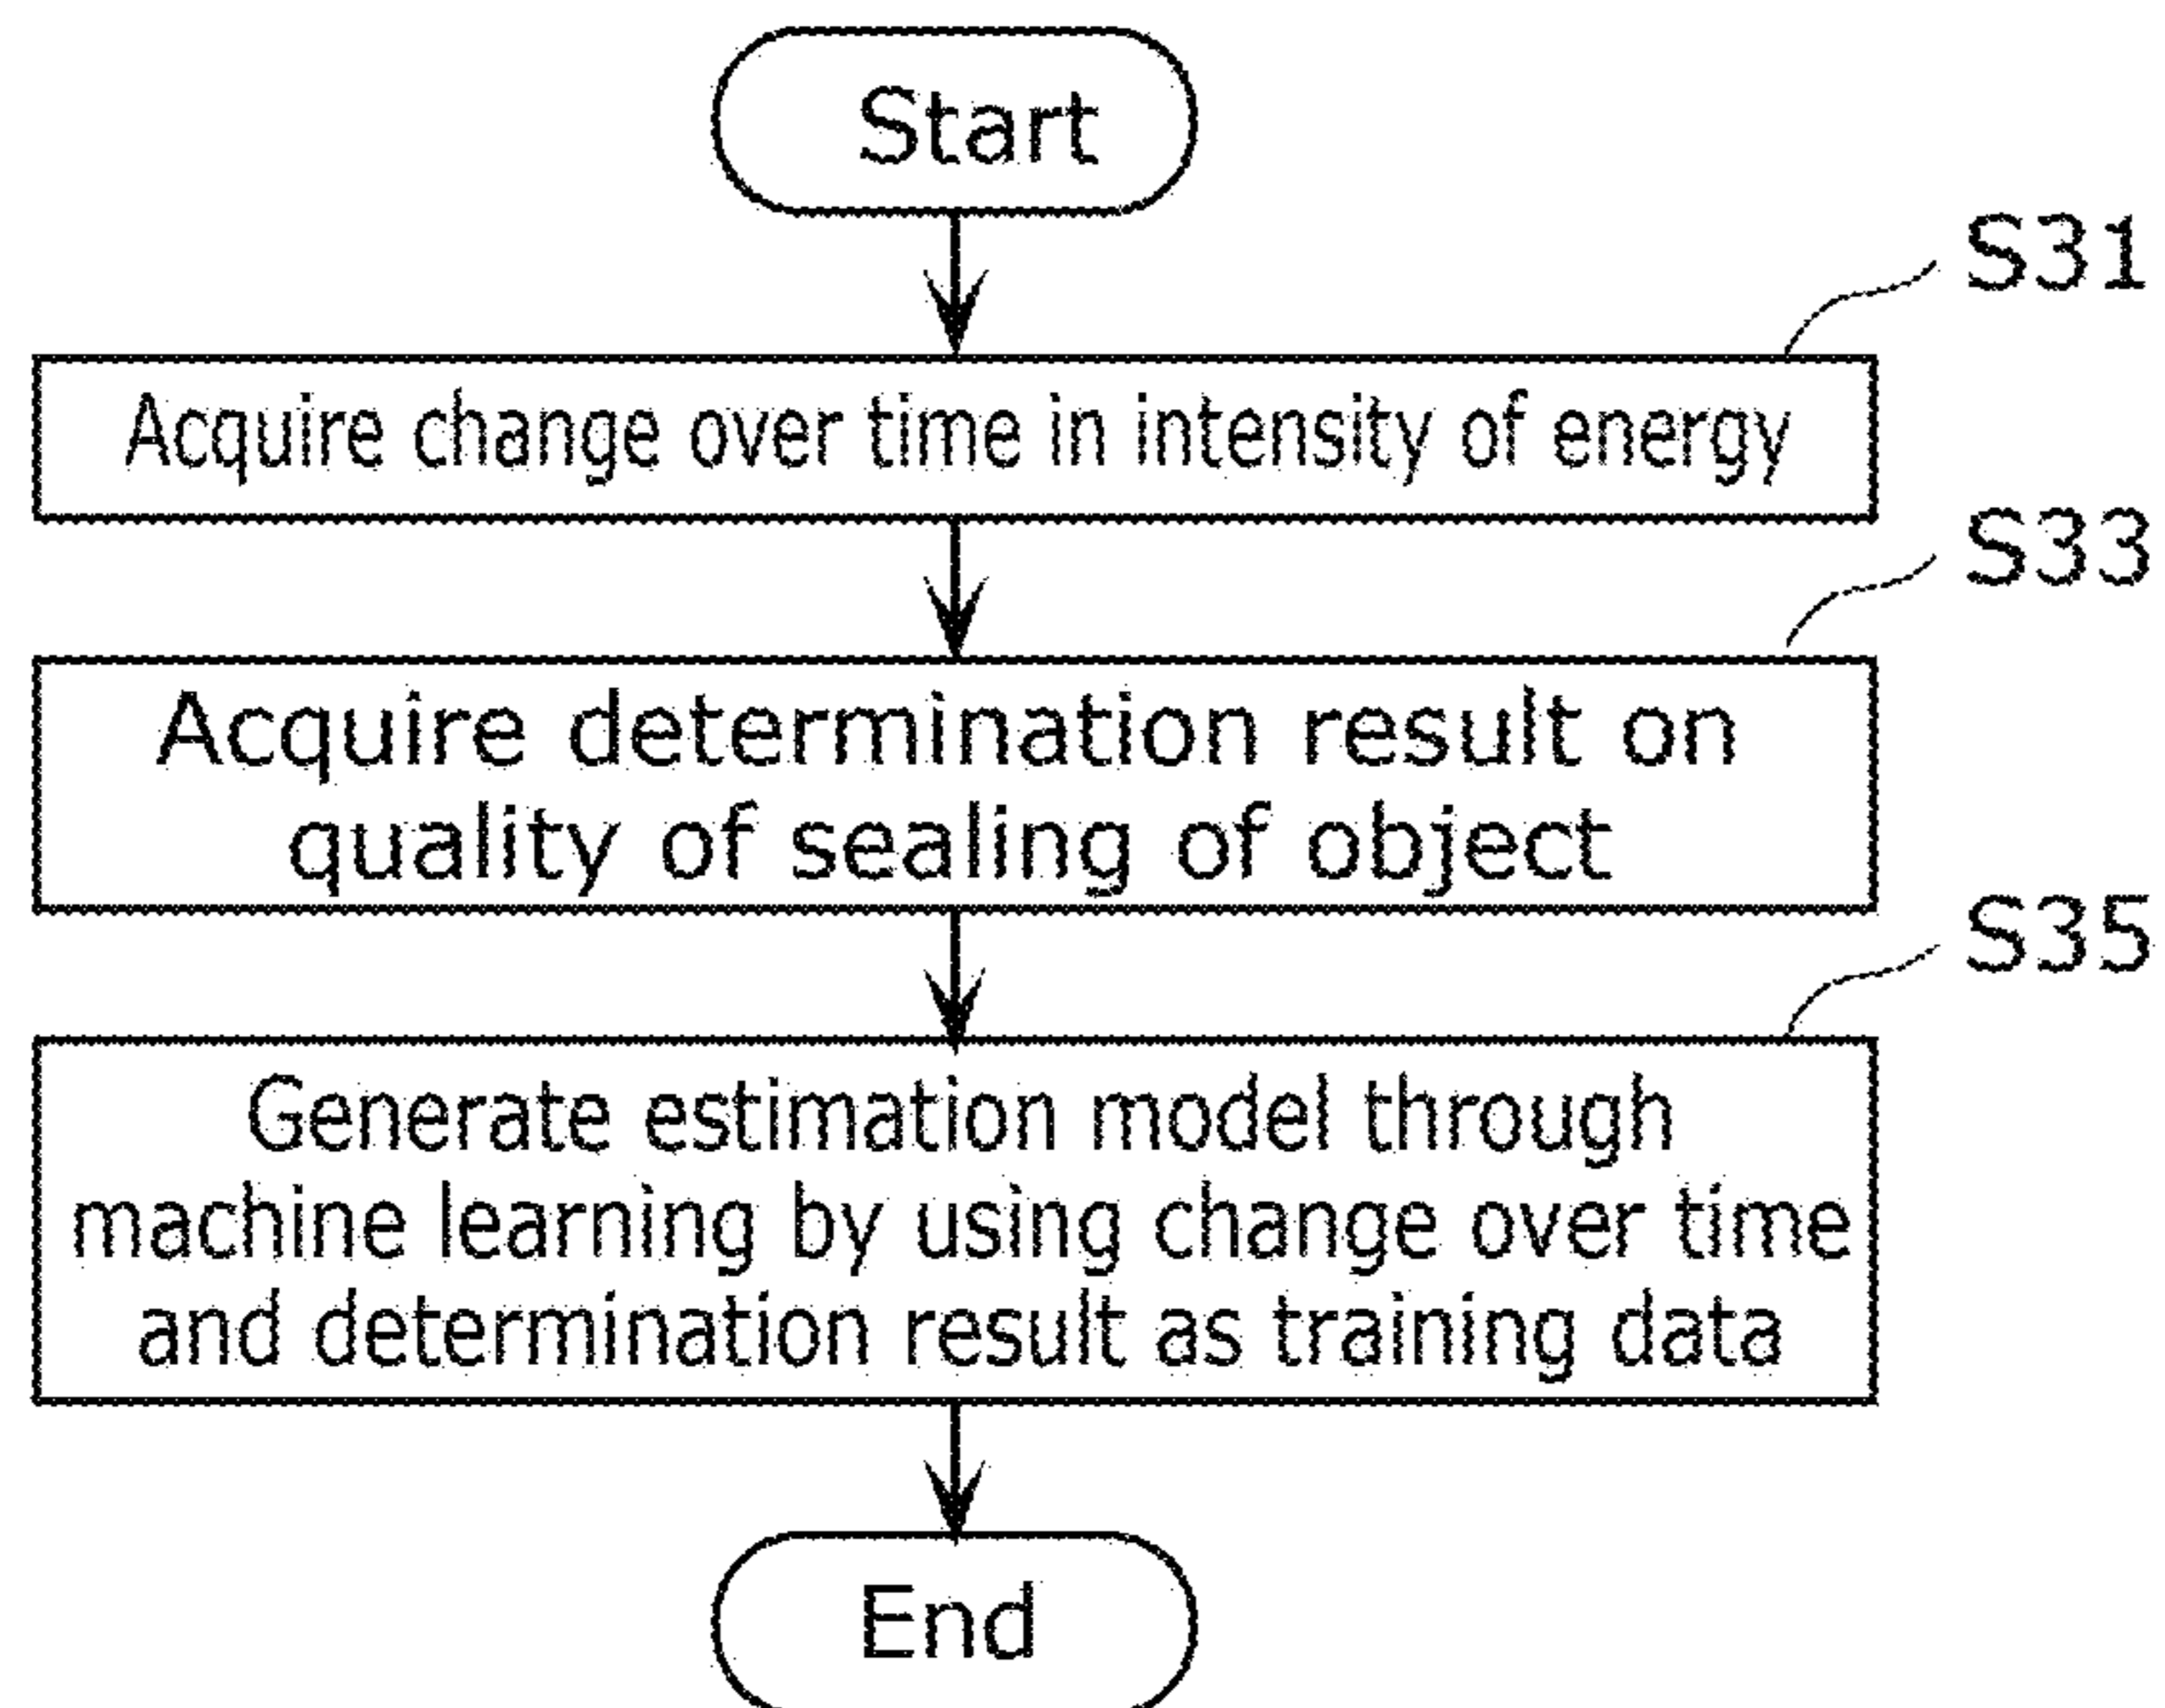 Start
S31
Acquire change over time in intensity of energy
S33
Acquire determination result on
quality of sealing of object
S35
Generate estimation model through
machine learning by using change over time
and determination result as training data
End